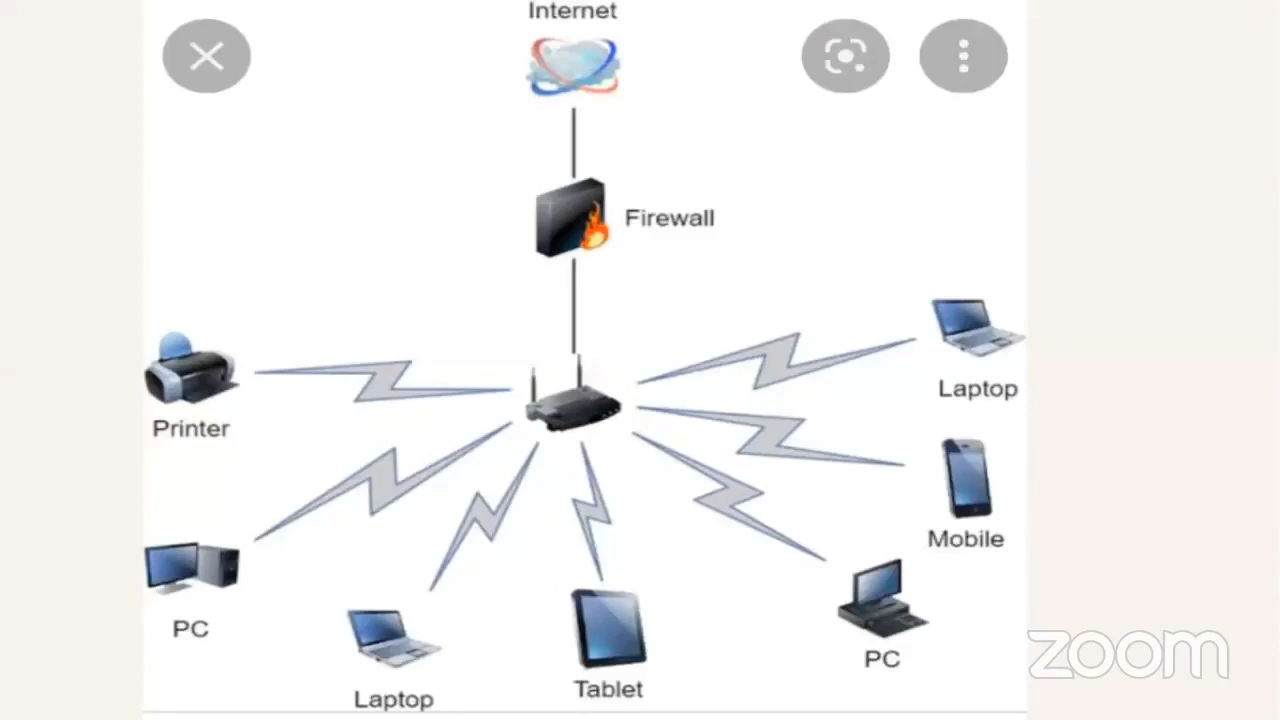 Internet
Firewall
Laptop
Printer
Mobile
PC
PC
Laptop
Tablet
zoom